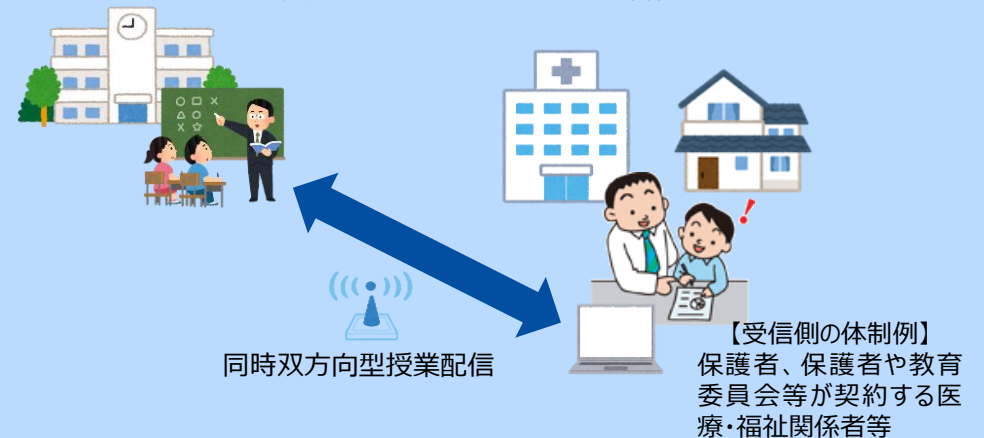 同時双方向型授業配信
【受信側の体制例】
保護者、保護者や教育
委員会等が契約する医
療・福祉関係者等